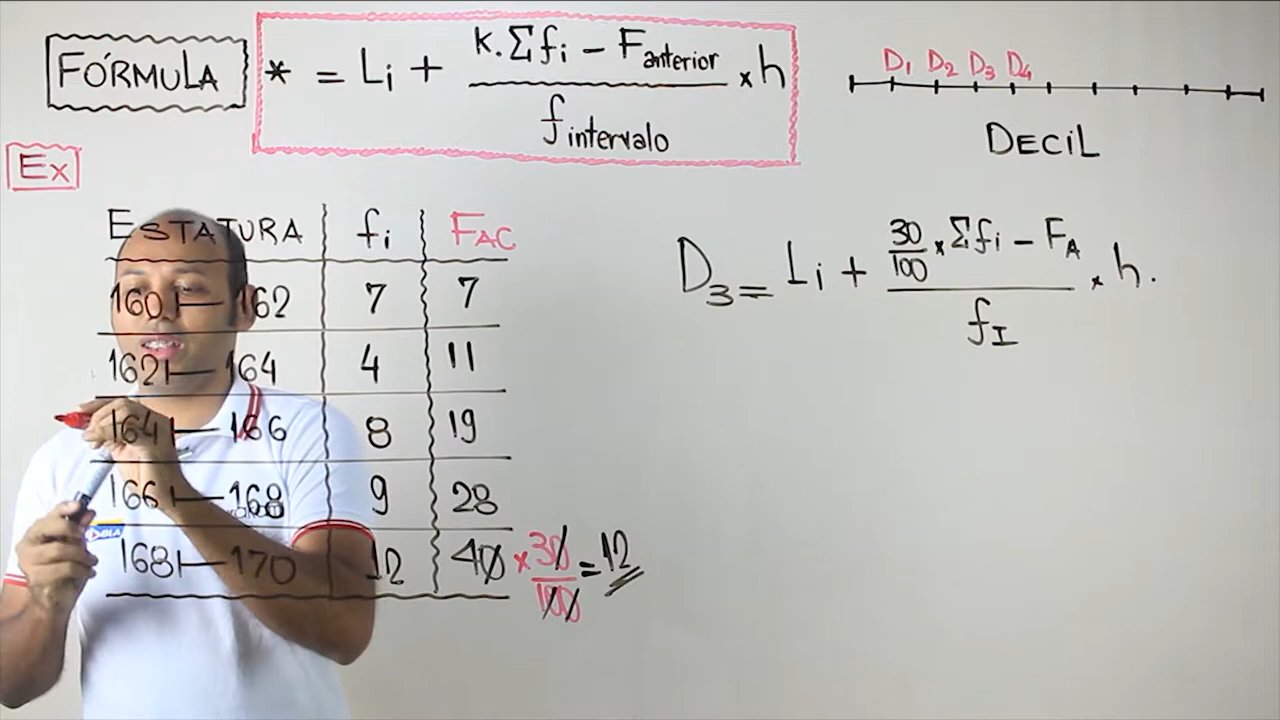 FÓRMULA * = Li + K.Σfi – Fanterior / fintervalo × h
D1 D2 D3 D4
DECIL
Ex
ESTATURA fi FAC
160 ⊢ 162 7 7
162 ⊢ 164 4 11
164 ⊢ 166 8 19
166 ⊢ 168 9 28
168 ⊢ 170 12 40 × 30/100 = 12
D3 = Li + 30/100 × Σfi – FA / fI × h.